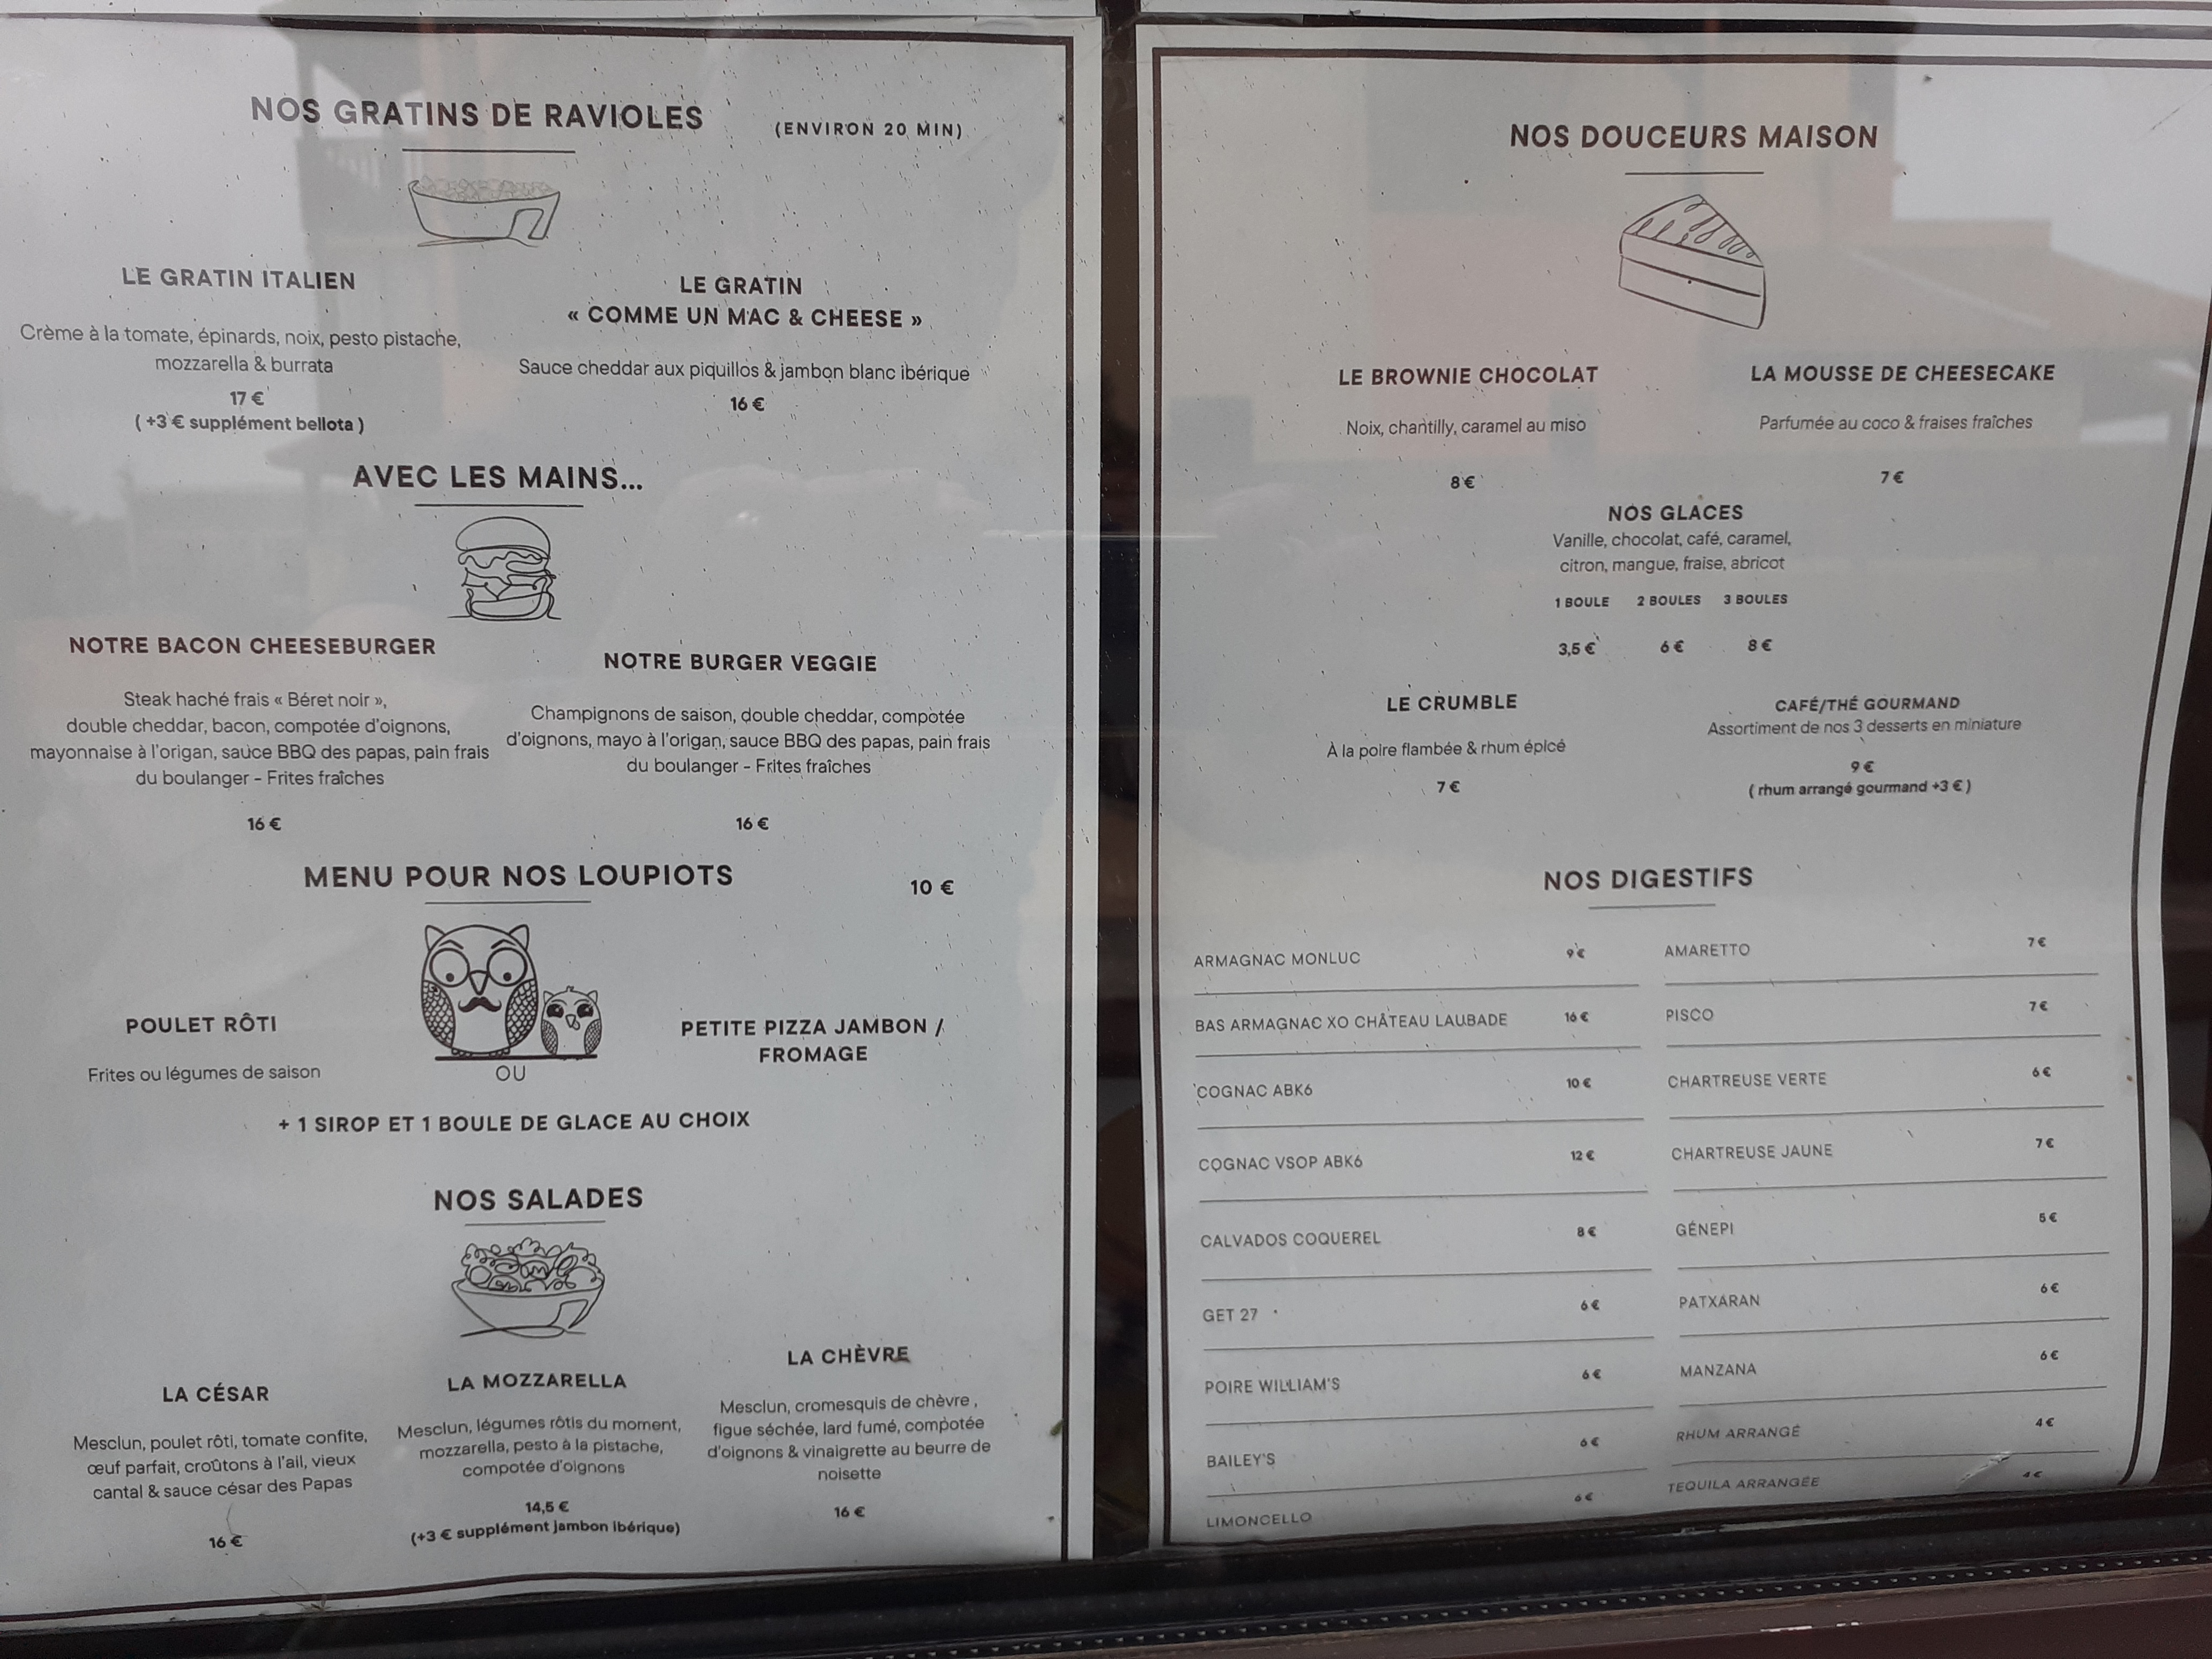 NOS GRATINS DE RAVIOLES (ENVIRON 20 MIN)
LE GRATIN ITALIEN
Crème à la tomate, épinards, noix, pesto pistache,
mozzarella & burrata
17 €
( +3 € supplément bellota )
LE GRATIN
« COMME UN MAC & CHEESE »
Sauce cheddar aux piquillos & jambon blanc ibérique
16 €
AVEC LES MAINS...
NOTRE BACON CHEESEBURGER
Steak haché frais « Béret noir »,
double cheddar, bacon, compotée d'oignons,
mayonnaise à l'origan, sauce BBQ des papas, pain frais
du boulanger - Frites fraîches
16 €
NOTRE BURGER VEGGIE
Champignons de saison, double cheddar, compotée
d'oignons, mayo à l'origan, sauce BBQ des papas, pain frais
du boulanger - Frites fraîches
16 €
MENU POUR NOS LOUPIOTS 10 €
POULET RÔTI
Frites ou légumes de saison
OU
PETITE PIZZA JAMBON /
FROMAGE
+ 1 SIROP ET 1 BOULE DE GLACE AU CHOIX
NOS SALADES
LA CÉSAR
Mesclun, poulet rôti, tomate confite,
œuf parfait, croûtons à l'ail, vieux
cantal & sauce césar des Papas
16 €
LA MOZZARELLA
Mesclun, légumes rôtis du moment,
mozzarella, pesto à la pistache,
compotée d'oignons
14,5 €
(+3 € supplément jambon ibérique)
LA CHÈVRE
Mesclun, cromesquis de chèvre ,
figue séchée, lard fumé, compotée
d'oignons & vinaigrette au beurre de
noisette
16 €
NOS DOUCEURS MAISON
LE BROWNIE CHOCOLAT
Noix, chantilly, caramel au miso
8 €
LA MOUSSE DE CHEESECAKE
Parfumée au coco & fraises fraîches
7 €
NOS GLACES
Vanille, chocolat, café, caramel,
citron, mangue, fraise, abricot
1 BOULE 2 BOULES 3 BOULES
3,5 € 6 € 8 €
LE CRUMBLE
À la poire flambée & rhum épicé
7 €
CAFÉ/THÉ GOURMAND
Assortiment de nos 3 desserts en miniature
9 €
( rhum arrangé gourmand +3 € )
NOS DIGESTIFS
ARMAGNAC MONLUC 9 €
BAS ARMAGNAC XO CHÂTEAU LAUBADE 16 €
COGNAC ABK6 10 €
COGNAC VSOP ABK6 12 €
CALVADOS COQUEREL 8 €
GET 27 6 €
POIRE WILLIAM'S 6 €
BAILEY'S 6 €
LIMONCELLO 6 €
AMARETTO 7 €
PISCO 7 €
CHARTREUSE VERTE 6 €
CHARTREUSE JAUNE 7 €
GÉNEPI 5 €
PATXARAN 6 €
MANZANA 6 €
RHUM ARRANGÉ 4 €
TEQUILA ARRANGÉE 4 €